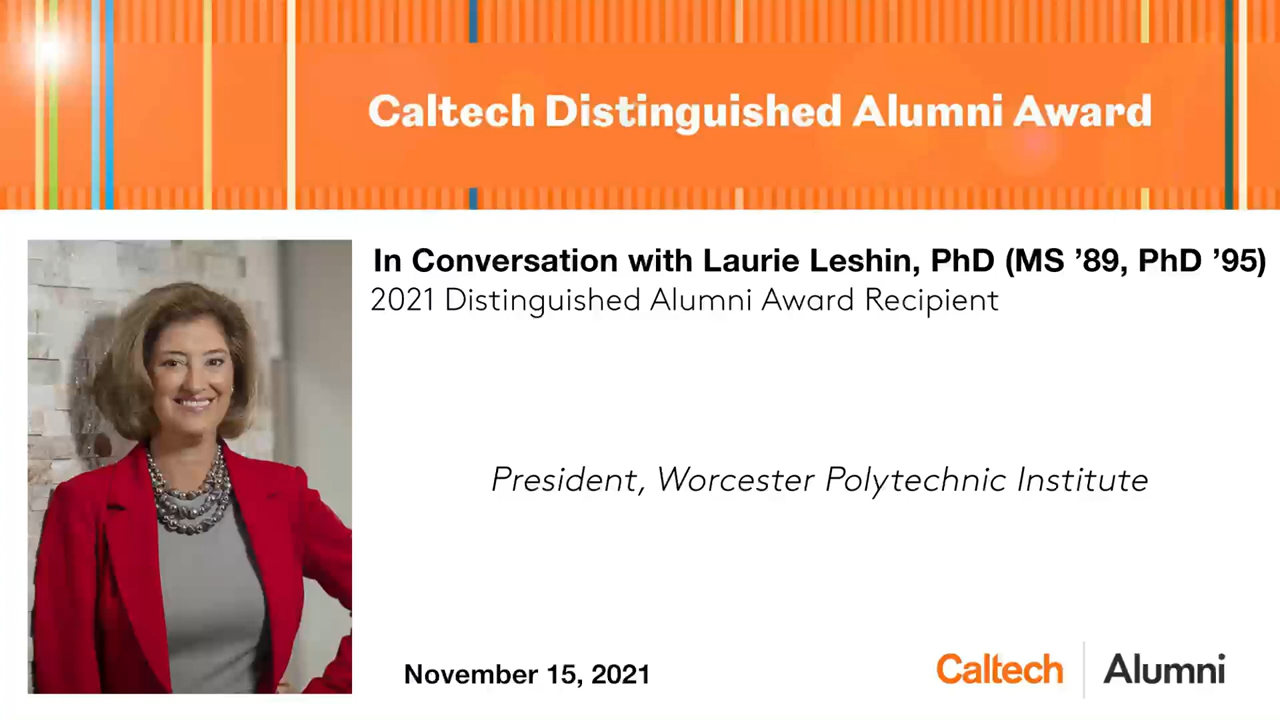 Caltech Distinguished Alumni Award
In Conversation with Laurie Leshin, PhD (MS ’89, PhD ’95)
2021 Distinguished Alumni Award Recipient
President, Worcester Polytechnic Institute
November 15, 2021
Caltech Alumni